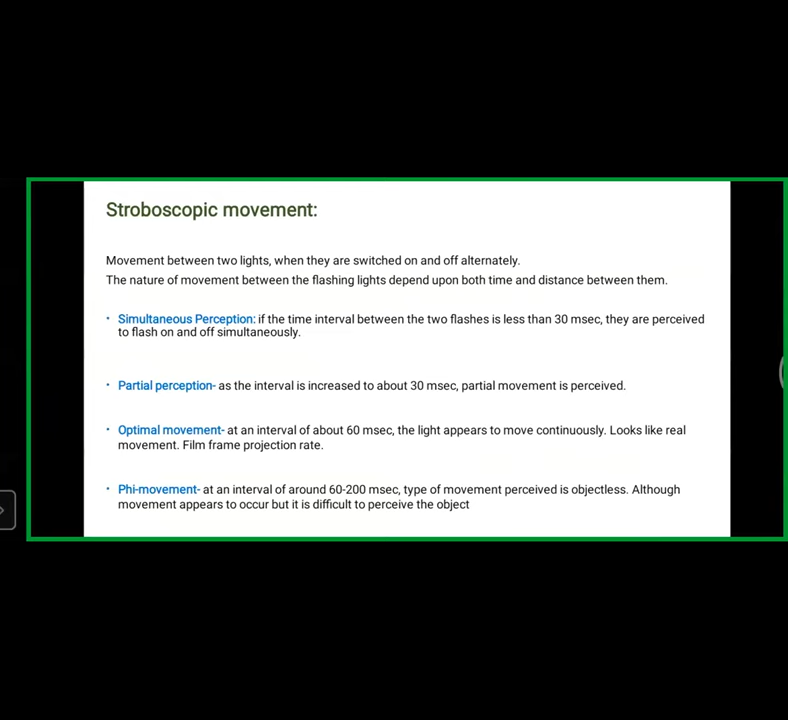 Stroboscopic movement:
Movement between two lights, when they are switched on and off alternately.
The nature of movement between the flashing lights depend upon both time and distance between them.
• Simultaneous Perception: if the time interval between the two flashes is less than 30 msec, they are perceived
to flash on and off simultaneously.
• Partial perception- as the interval is increased to about 30 msec, partial movement is perceived.
• Optimal movement- at an interval of about 60 msec, the light appears to move continuously. Looks like real
movement. Film frame projection rate.
• Phi-movement- at an interval of around 60-200 msec, type of movement perceived is objectless. Although
movement appears to occur but it is difficult to perceive the object